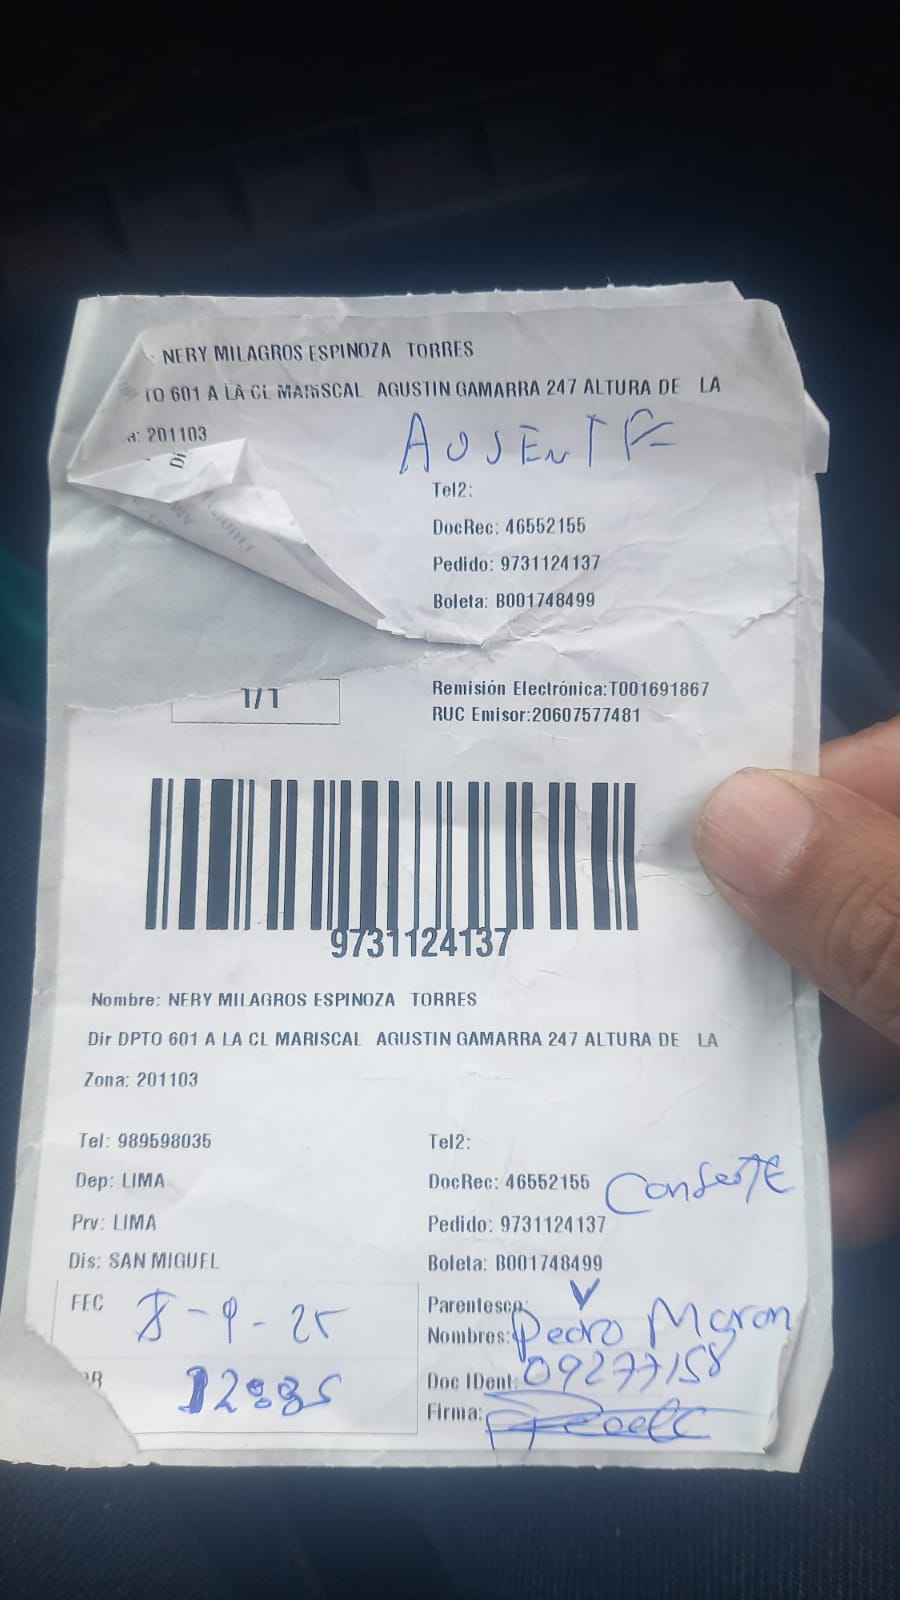 : NERY MILAGROS ESPINOZA TORRES
TO 601 A LA CL MARISCAL AGUSTIN GAMARRA 247 ALTURA DE LA
a: 201103
AUSENTE
Di
Tel2:
DocRec: 46552155
Pedido: 9731124137
Boleta: B001748499
1/1
Remisión Electrónica:T001691867
RUC Emisor:20607577481
9731124137
Nombre: NERY MILAGROS ESPINOZA TORRES
Dir DPTO 601 A LA CL MARISCAL AGUSTIN GAMARRA 247 ALTURA DE LA
Zona: 201103
Tel: 989598035
Tel2:
Dep: LIMA
DocRec: 46552155
Prv: LIMA
Pedido: 9731124137
Dis: SAN MIGUEL
Boleta: B001748499
FEC 8-9-25
Parentesco:
Nombres: Pedro Moron
Doc IDent: 09277158
Firma: